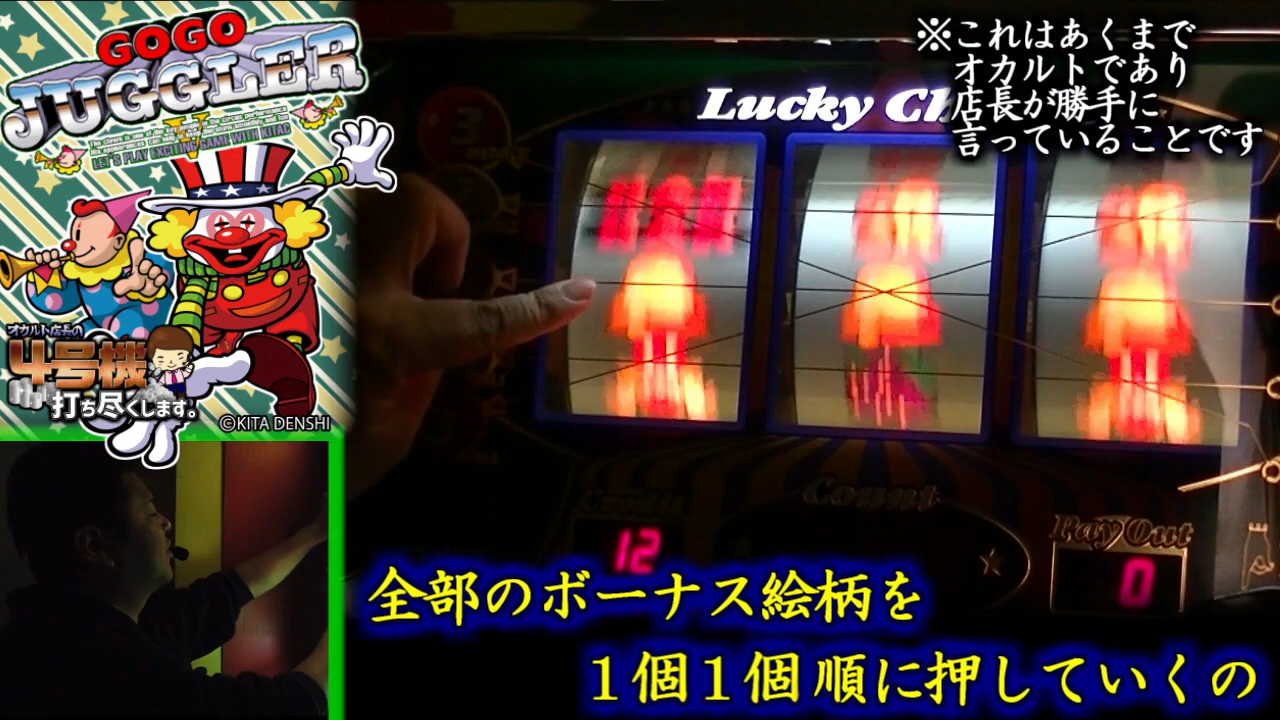 GOGO
JUGGLER
V
LET'S PLAY EXCITING GAME WITH KITAC
オカルト店長の
4号機
打ち尽くします。
©KITA DENSHI
※これはあくまで
オカルトであり
店長が勝手に
言っていることです
Lucky Ch
Credits
12
Count
Pay Out
0
全部のボーナス絵柄を
1個1個順に押していくの